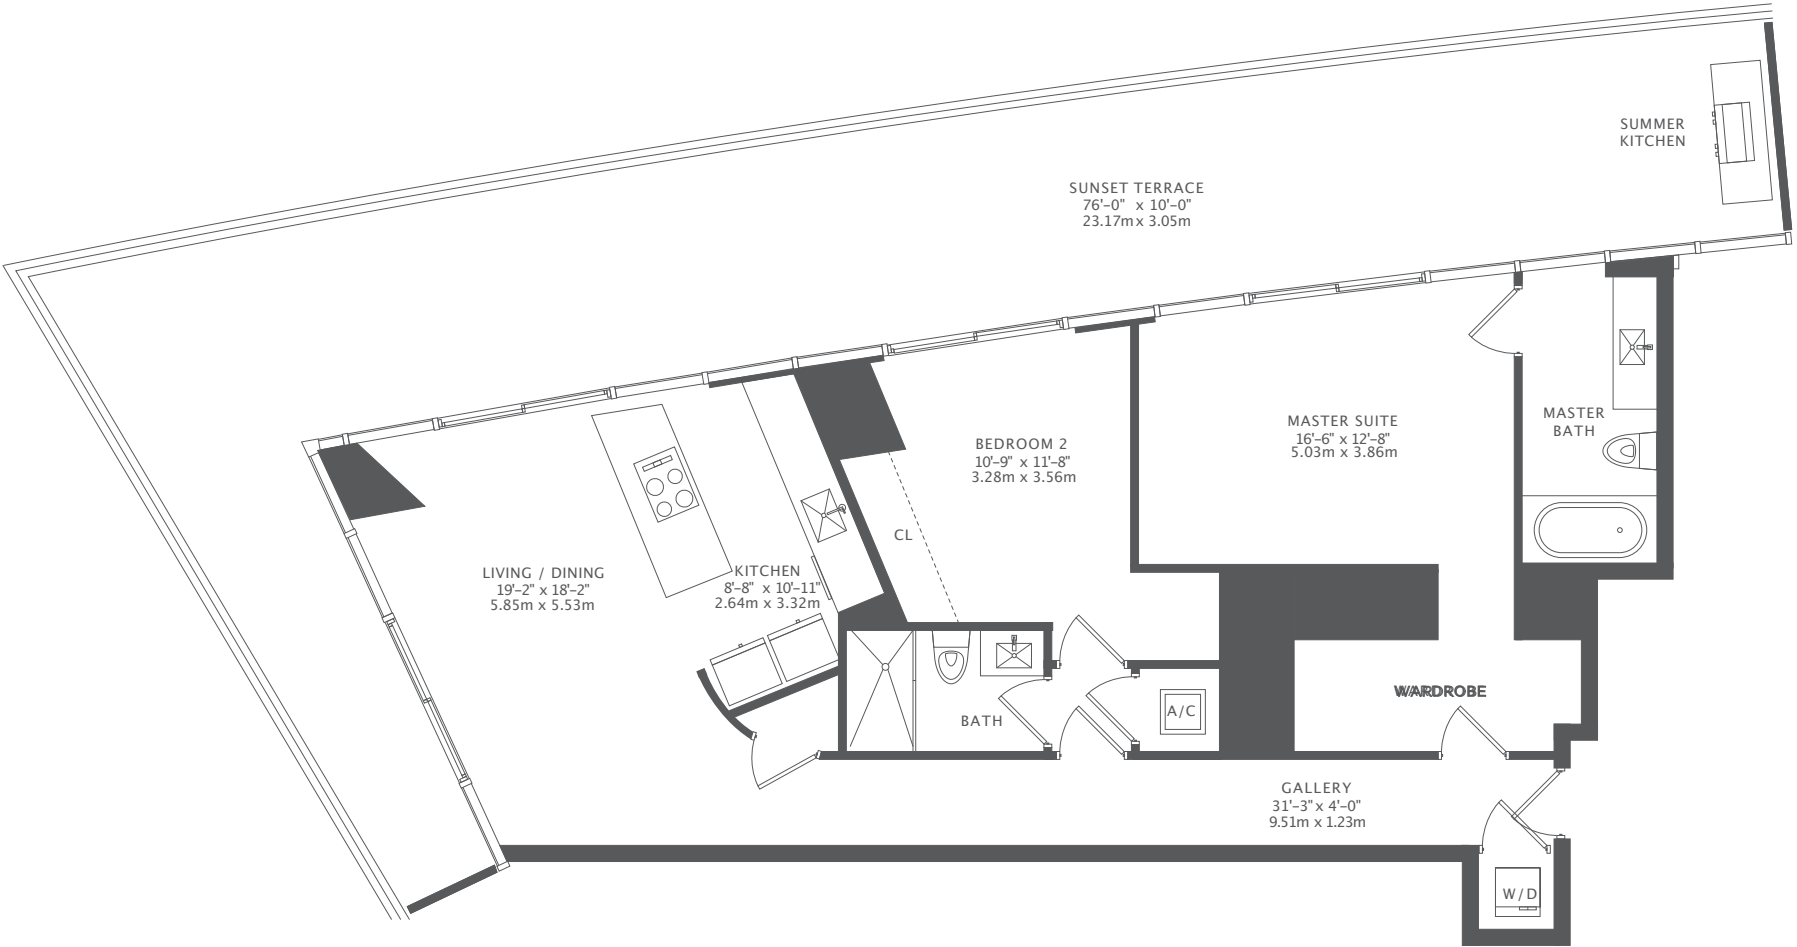 SUMMER
KITCHEN
SUNSET TERRACE
76'-0" x 10'-0"
23.17m x 3.05m
MASTER SUITE
16'-6" x 12'-8"
5.03m x 3.86m
MASTER
BATH
BEDROOM 2
10'-9" x 11'-8"
3.28m x 3.56m
CL
LIVING / DINING
19'-2" x 18'-2"
5.85m x 5.53m
KITCHEN
8'-8" x 10'-11"
2.64m x 3.32m
WARDROBE
A/C
BATH
GALLERY
31'-3" x 4'-0"
9.51m x 1.23m
W/D